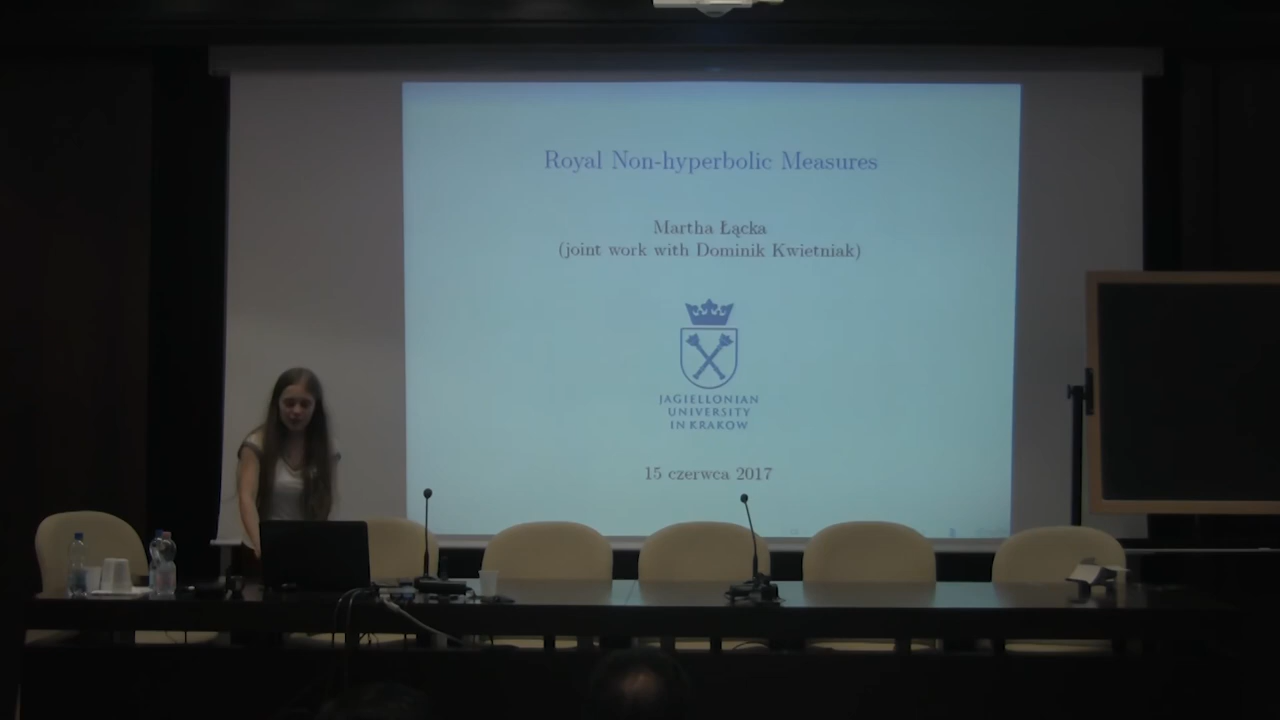 Royal Non-hyperbolic Measures
Martha Łącka
(joint work with Dominik Kwietniak)
JAGIELLONIAN
UNIVERSITY
IN KRAKOW
15 czerwca 2017